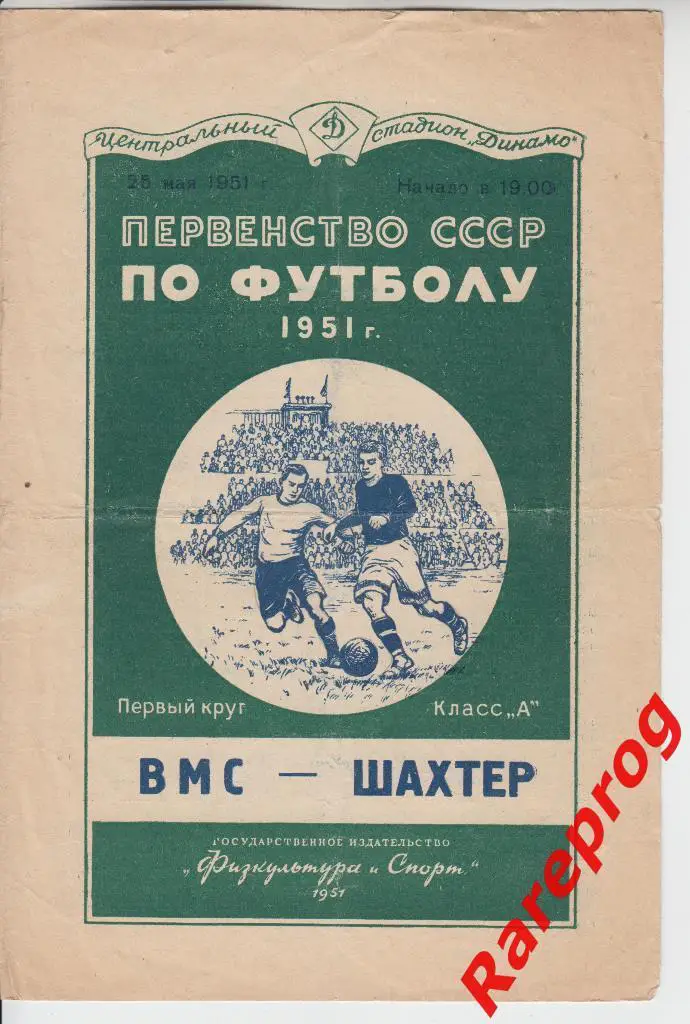 Центральный Д стадион „Динамо“
25 мая 1951 г. Начало в 19.00
ПЕРВЕНСТВО СССР
ПО ФУТБОЛУ
1951 г.
Первый круг Класс „А“
ВМС — ШАХТЕР
ГОСУДАРСТВЕННОЕ ИЗДАТЕЛЬСТВО
„Физкультура и Спорт“
1951
Rareprog